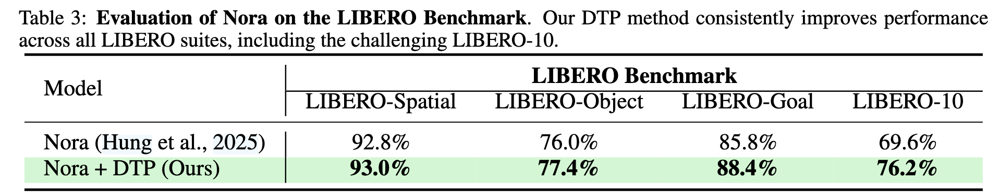 Table 3: Evaluation of Nora on the LIBERO Benchmark. Our DTP method consistently improves performance
across all LIBERO suites, including the challenging LIBERO-10.
Model
LIBERO Benchmark
LIBERO-Spatial LIBERO-Object LIBERO-Goal LIBERO-10
Nora (Hung et al., 2025) 92.8% 76.0% 85.8% 69.6%
Nora + DTP (Ours) 93.0% 77.4% 88.4% 76.2%